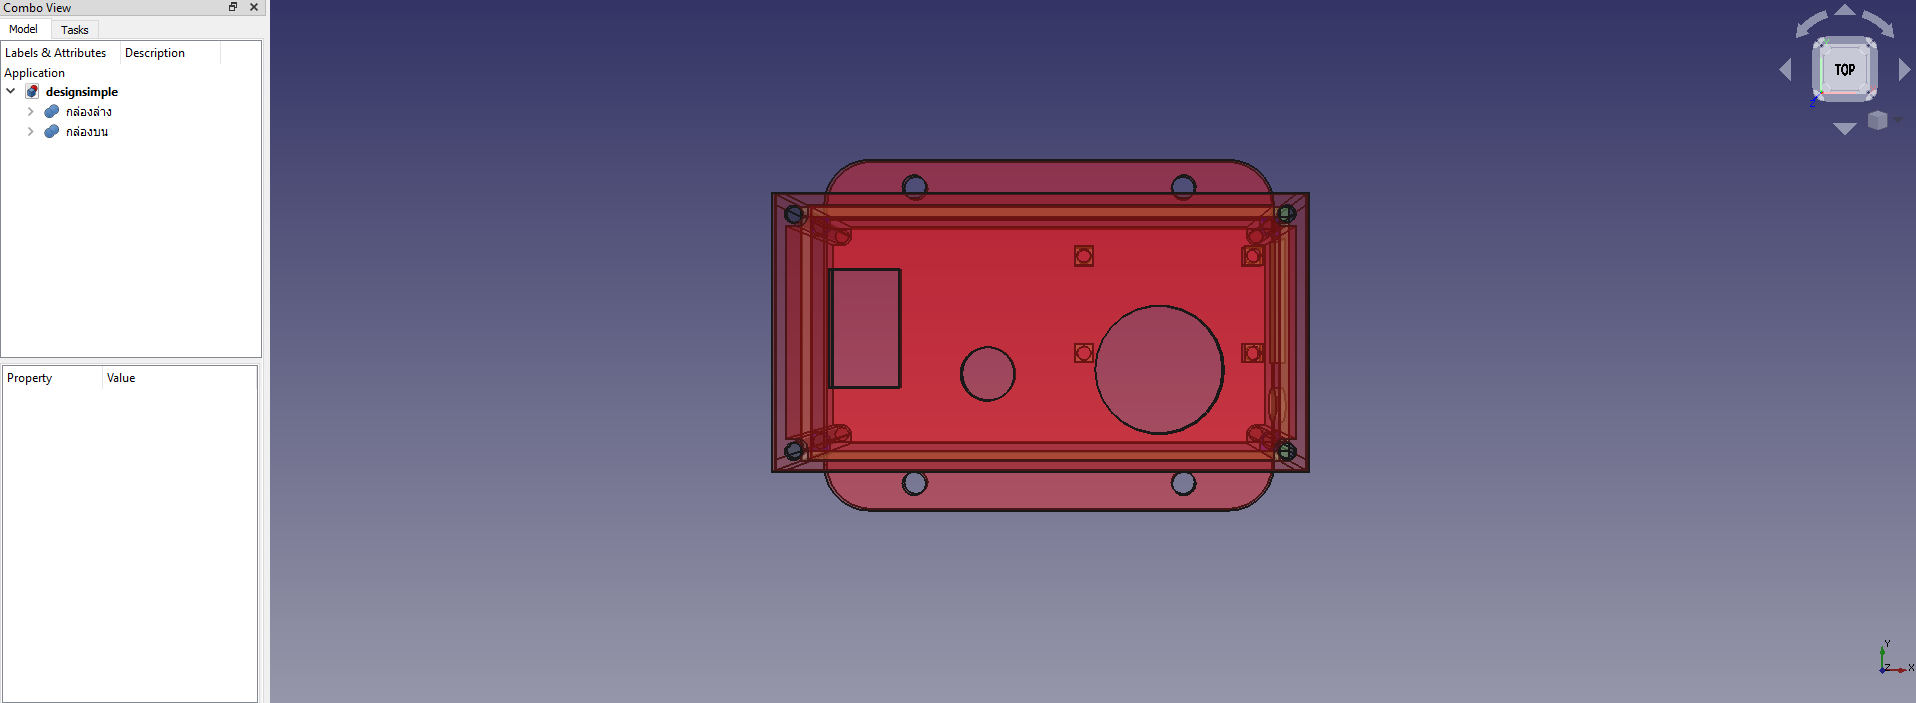 Combo View
Model Tasks
Labels & Attributes Description
Application
designsimple
กล่องล่าง
กล่องบน
Property Value
TOP
Z
Y
Z X